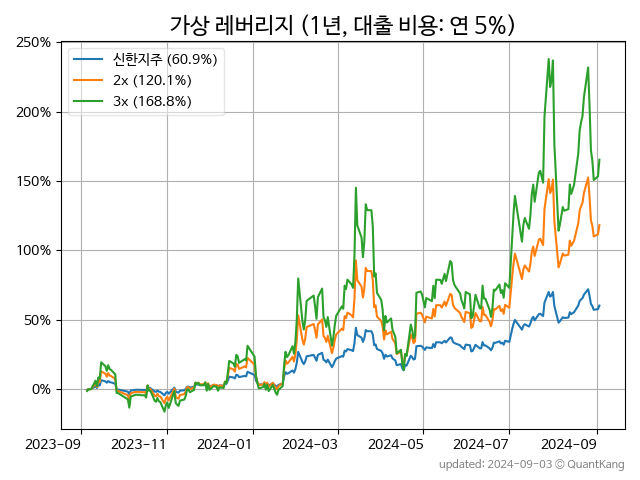 가상 레버리지 (1년, 대출 비용: 연 5%)
250%
200%
150%
100%
50%
0%
신한지주 (60.9%)
2x (120.1%)
3x (168.8%)
2023-09
2023-11
2024-01
2024-03
2024-05
2024-07
2024-09
updated: 2024-09-03 © QuantKang